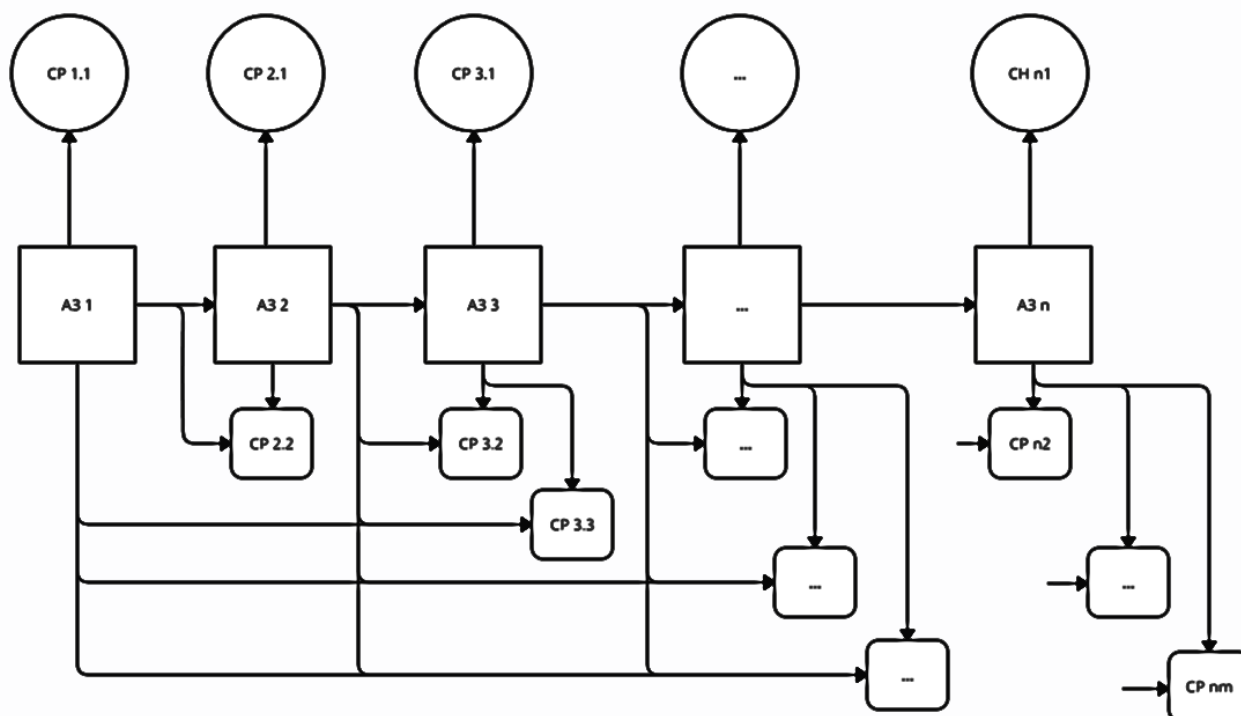 CP 1.1
CP 2.1
CP 3.1
...
CH n1
A3 1
A3 2
A3 3
...
A3 n
CP 2.2
CP 3.2
...
CP n2
CP 3.3
...
...
...
CP nm